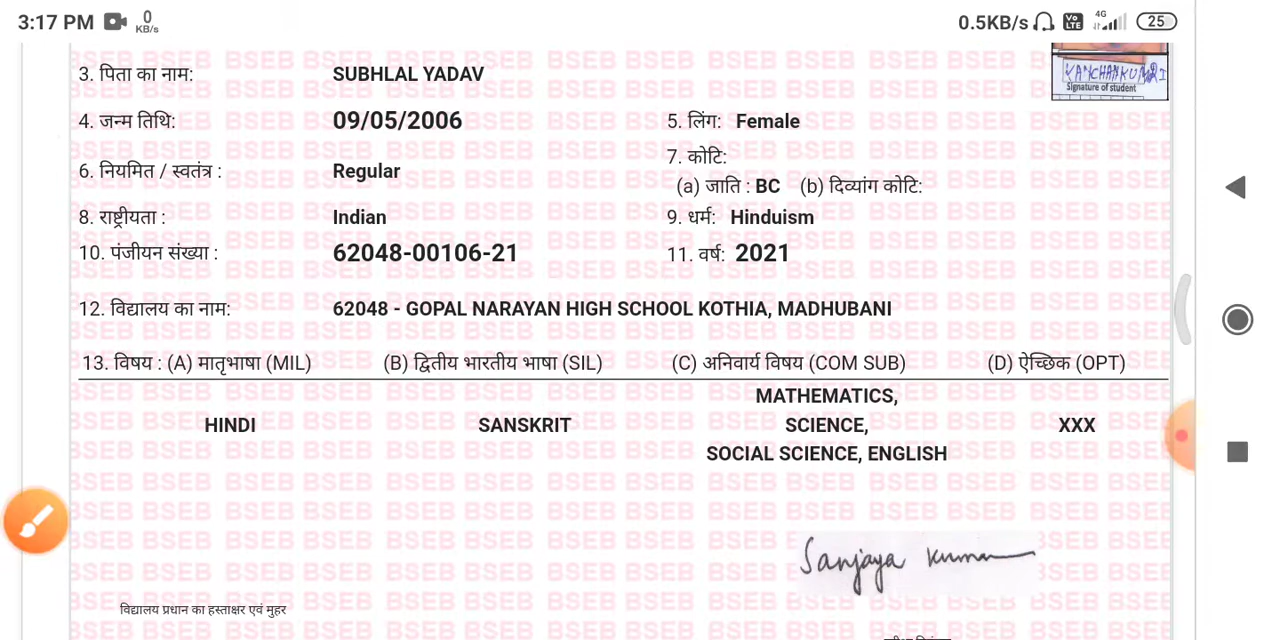 3:17 PM 0 KB/s 0.5KB/s Vo LTE 4G 25
3. पिता का नाम: SUBHLAL YADAV
KANCHAN KUMARI
Signature of student
4. जन्म तिथि: 09/05/2006 5. लिंग: Female
6. नियमित / स्वतंत्र : Regular 7. कोटि:
(a) जाति : BC (b) दिव्यांग कोटि:
8. राष्ट्रीयता : Indian 9. धर्म: Hinduism
10. पंजीयन संख्या : 62048-00106-21 11. वर्ष: 2021
12. विद्यालय का नाम: 62048 - GOPAL NARAYAN HIGH SCHOOL KOTHIA, MADHUBANI
13. विषय : (A) मातृभाषा (MIL) (B) द्वितीय भारतीय भाषा (SIL) (C) अनिवार्य विषय (COM SUB) (D) ऐच्छिक (OPT)
MATHEMATICS,
HINDI SANSKRIT SCIENCE, XXX
SOCIAL SCIENCE, ENGLISH
Sanjaya Kumar
विद्यालय प्रधान का हस्ताक्षर एवं मुहर